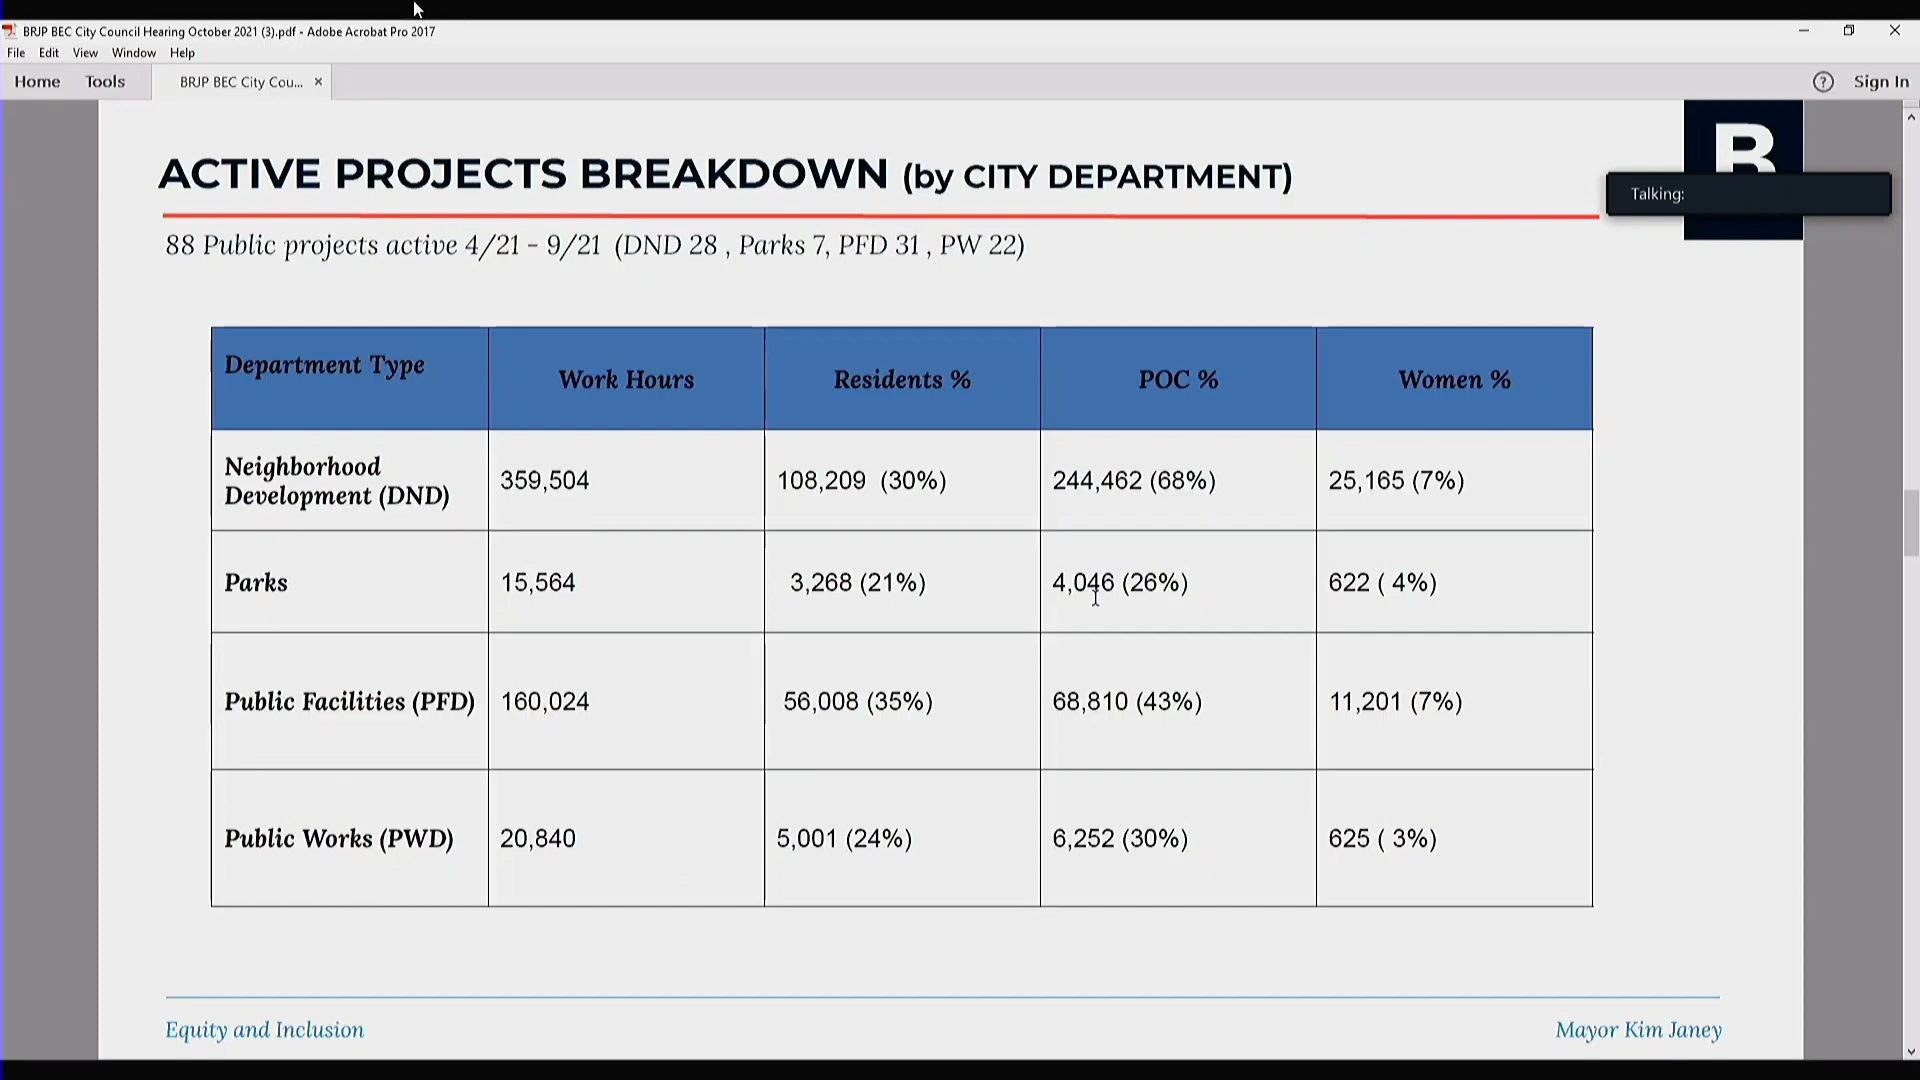 BRJP BEC City Council Hearing October 2021 (3).pdf - Adobe Acrobat Pro 2017
File Edit View Window Help
Home Tools BRJP BEC City Cou... × ? Sign In
B
ACTIVE PROJECTS BREAKDOWN (by CITY DEPARTMENT)
Talking:
88 Public projects active 4/21 - 9/21 (DND 28 , Parks 7, PFD 31 , PW 22)
Department Type Work Hours Residents % POC % Women %
Neighborhood
Development (DND) 359,504 108,209 (30%) 244,462 (68%) 25,165 (7%)
Parks 15,564 3,268 (21%) 4,046 (26%) 622 ( 4%)
Public Facilities (PFD) 160,024 56,008 (35%) 68,810 (43%) 11,201 (7%)
Public Works (PWD) 20,840 5,001 (24%) 6,252 (30%) 625 ( 3%)
Equity and Inclusion Mayor Kim Janey